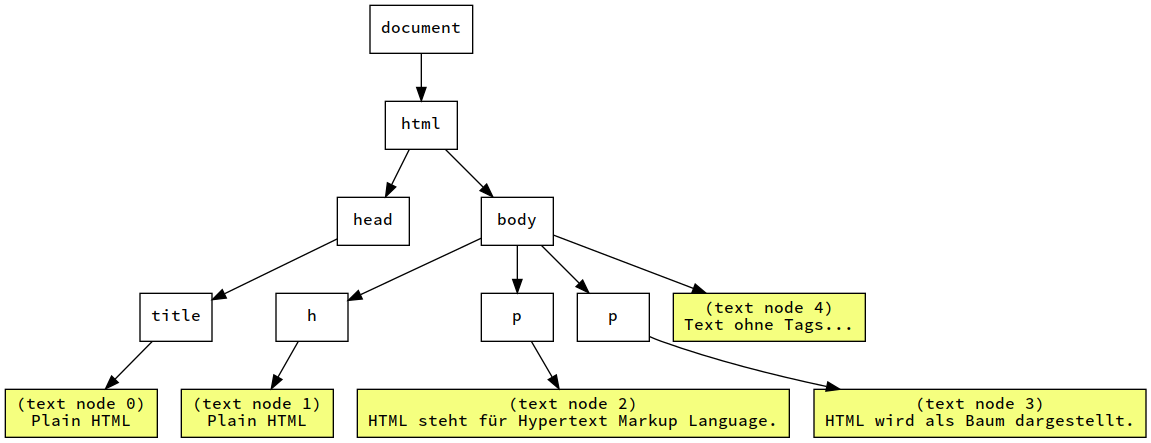 document
html
head
body
title
h
p
p
(text node 4)
Text ohne Tags...
(text node 0)
Plain HTML
(text node 1)
Plain HTML
(text node 2)
HTML steht für Hypertext Markup Language.
(text node 3)
HTML wird als Baum dargestellt.